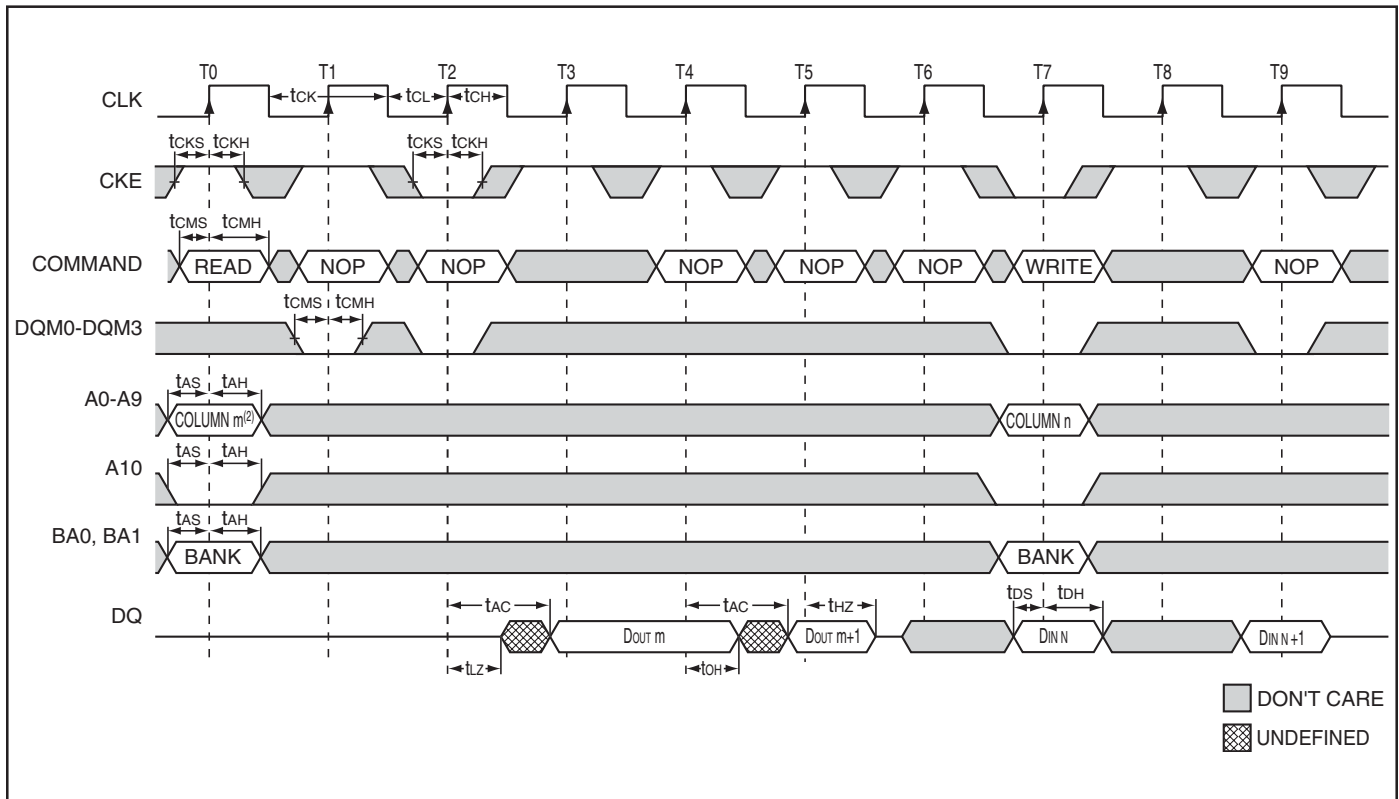 T0 T1 T2 T3 T4 T5 T6 T7 T8 T9
CLK
tCK tCL tCH
tCKS tCKH tCKS tCKH
CKE
tCMS tCMH
COMMAND READ NOP NOP NOP NOP NOP WRITE NOP
tCMS tCMH
DQM0-DQM3
tAS tAH
A0-A9 COLUMN m(2) COLUMN n
tAS tAH
A10
tAS tAH
BA0, BA1 BANK BANK
tAC tAC tHZ tDS tDH
DQ DOUT m DOUT m+1 DIN N DIN N+1
tLZ tOH
DON'T CARE
UNDEFINED